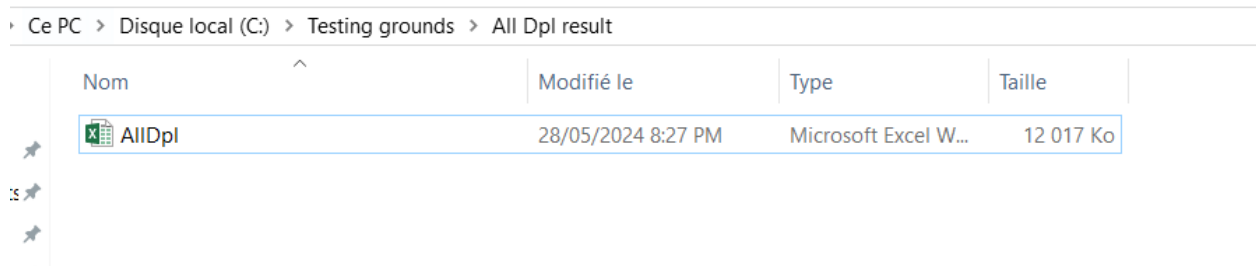 Ce PC > Disque local (C:) > Testing grounds > All Dpl result
Nom Modifié le Type Taille
AllDpl 28/05/2024 8:27 PM Microsoft Excel W... 12 017 Ko